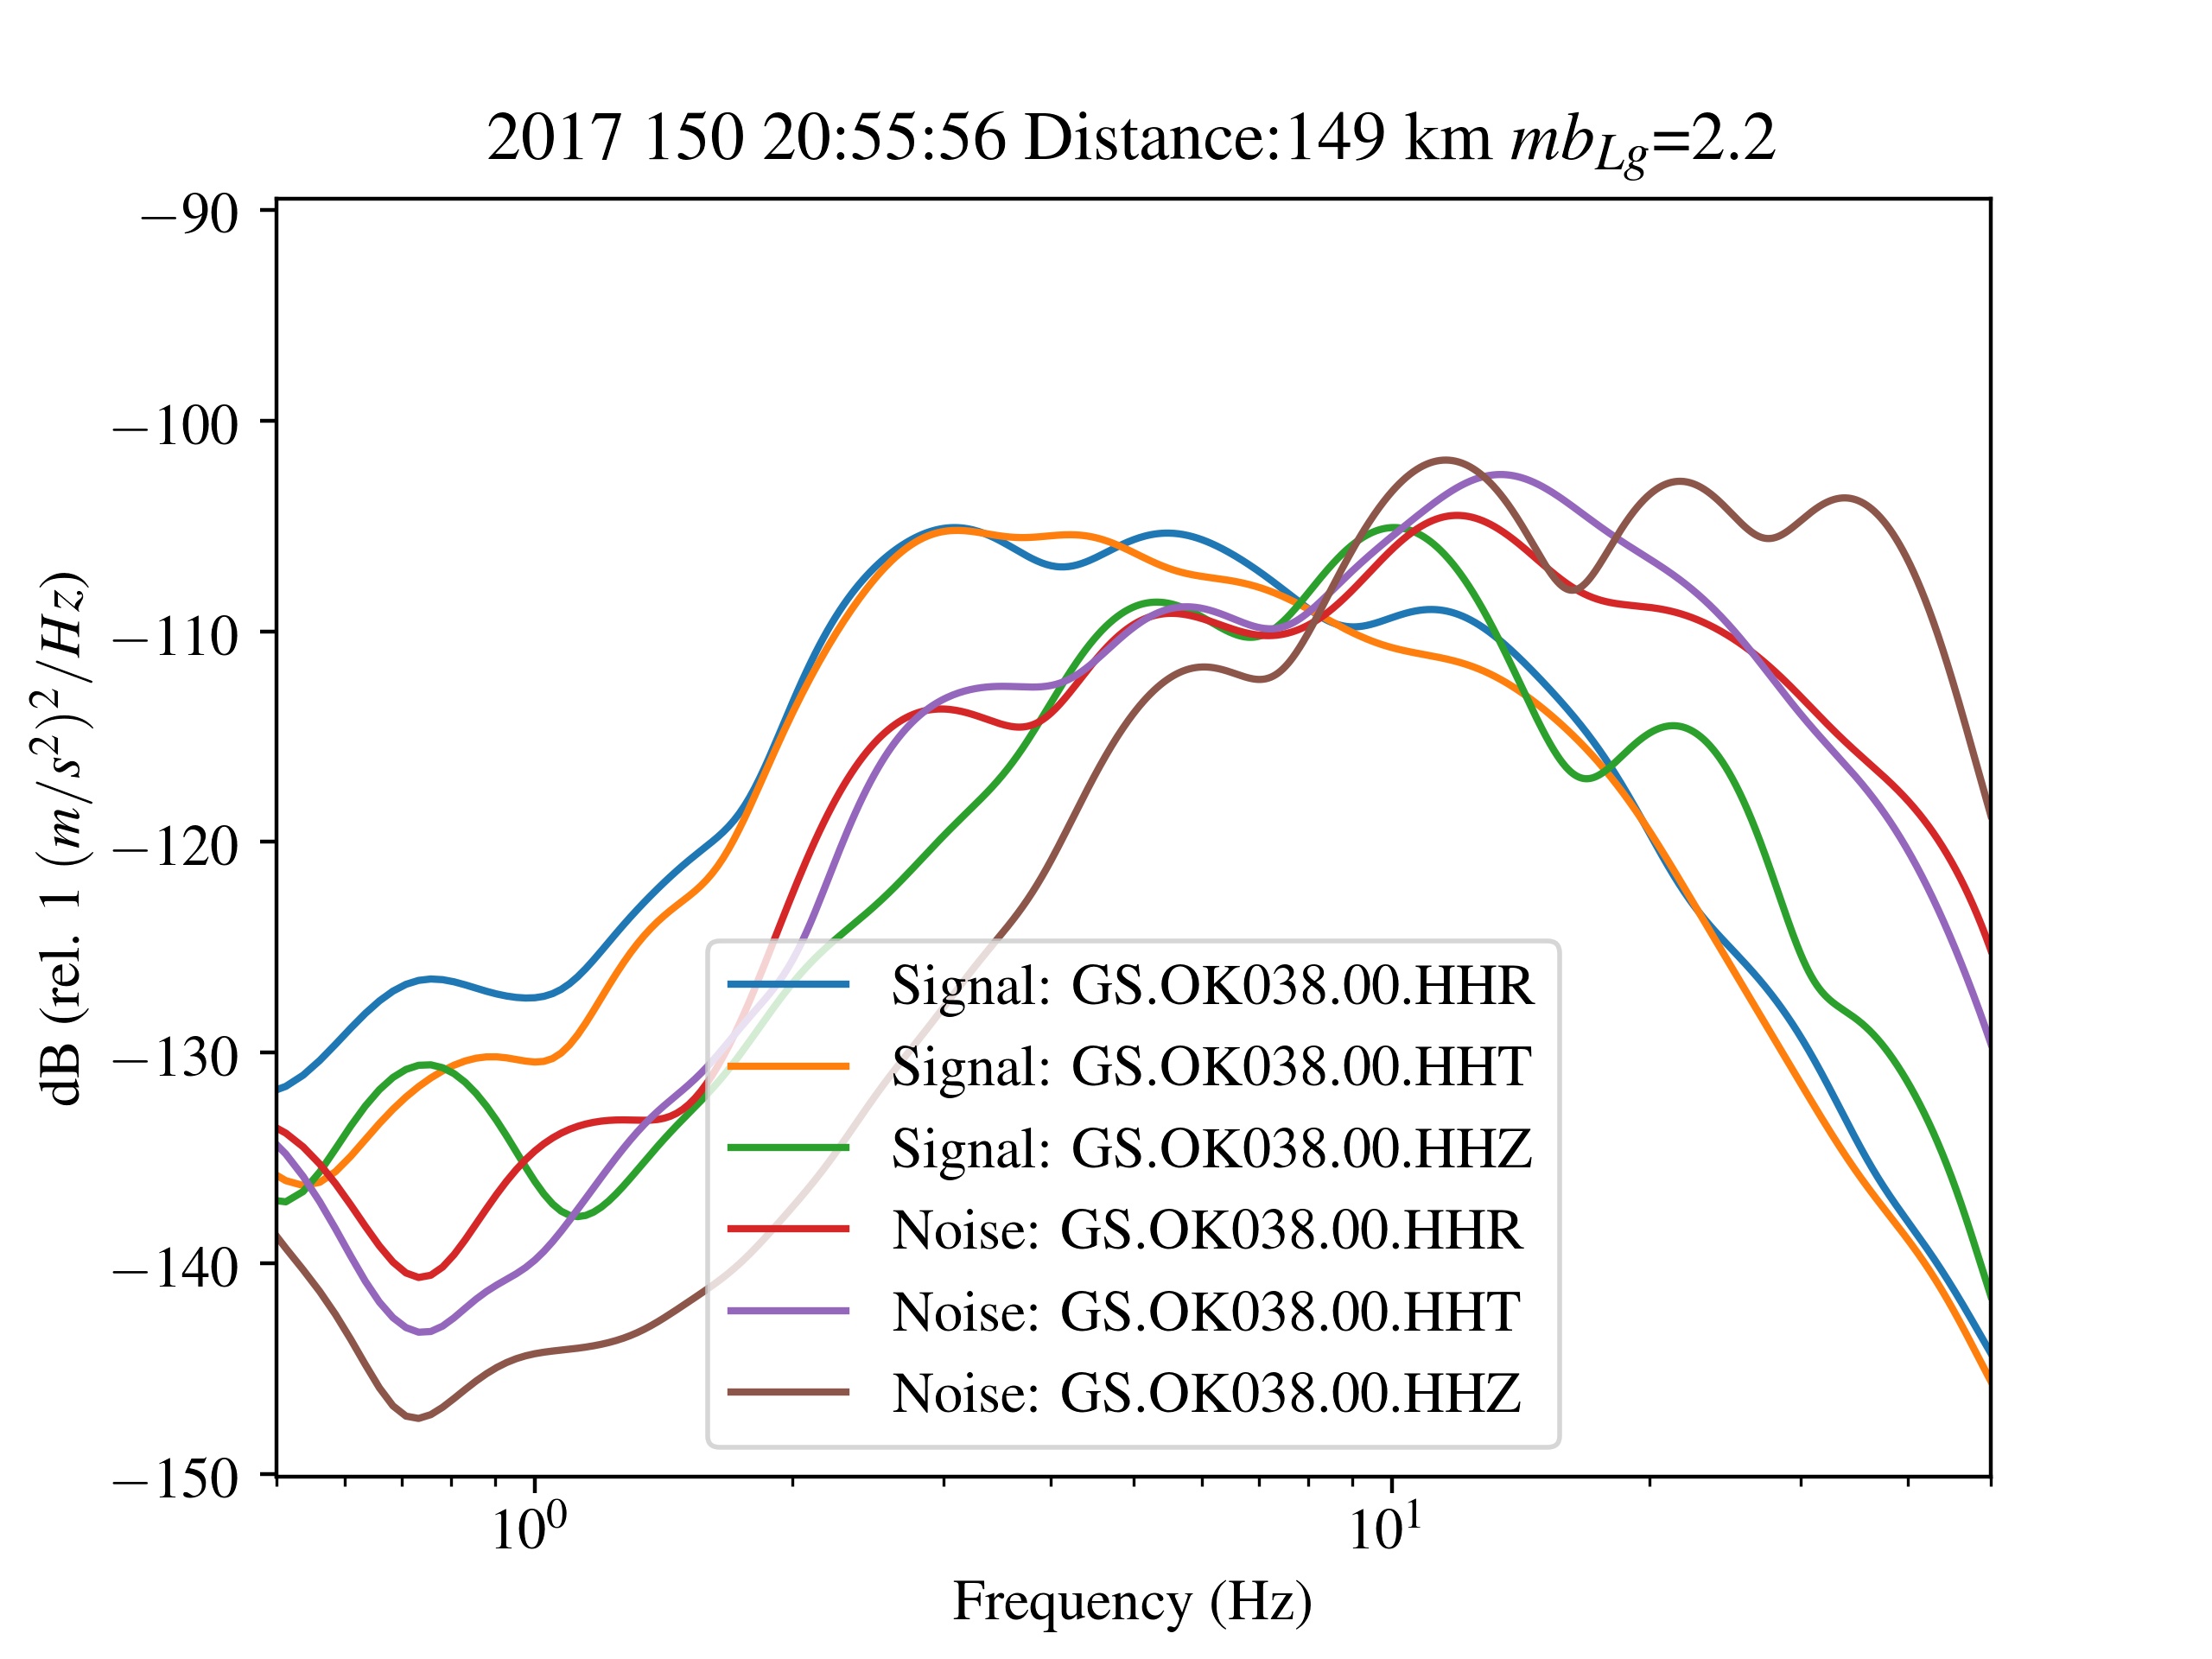 2017 150 20:55:56 Distance:149 km mb_Lg=2.2
dB (rel. 1 (m/s²)²/Hz)
−90
−100
−110
−120
−130
−140
−150
Signal: GS.OK038.00.HHR
Signal: GS.OK038.00.HHT
Signal: GS.OK038.00.HHZ
Noise: GS.OK038.00.HHR
Noise: GS.OK038.00.HHT
Noise: GS.OK038.00.HHZ
10⁰ 10¹
Frequency (Hz)